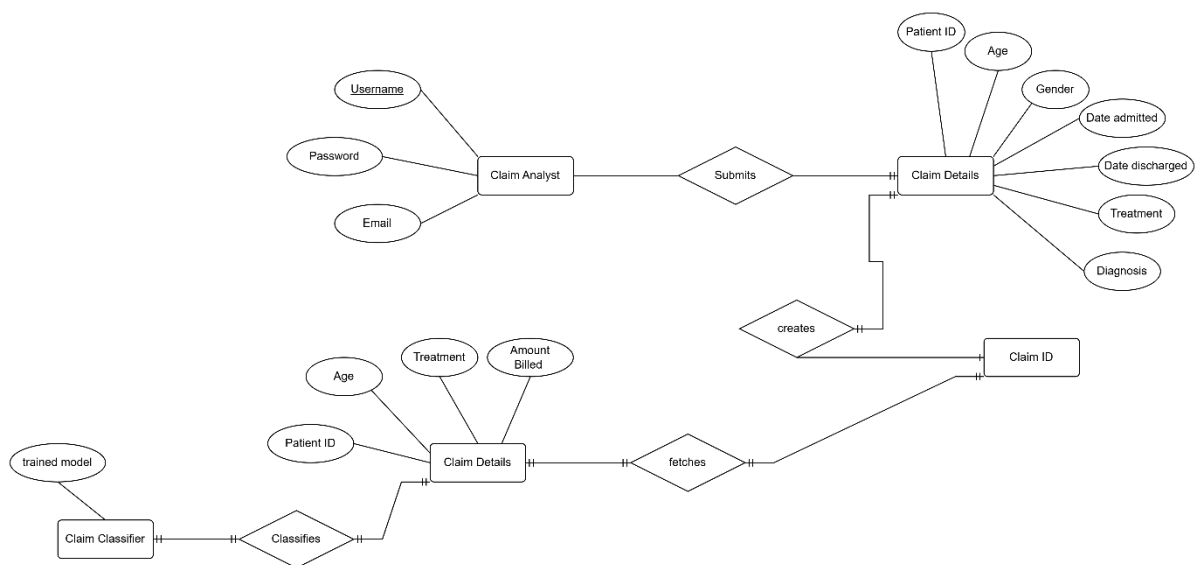 Patient ID
Age
Username
Gender
Date admitted
Password
Claim Analyst
Submits
Claim Details
Date discharged
Email
Treatment
Diagnosis
creates
Claim ID
Amount
Billed
Treatment
Age
Patient ID
Claim Details
fetches
trained model
Claim Classifier
Classifies